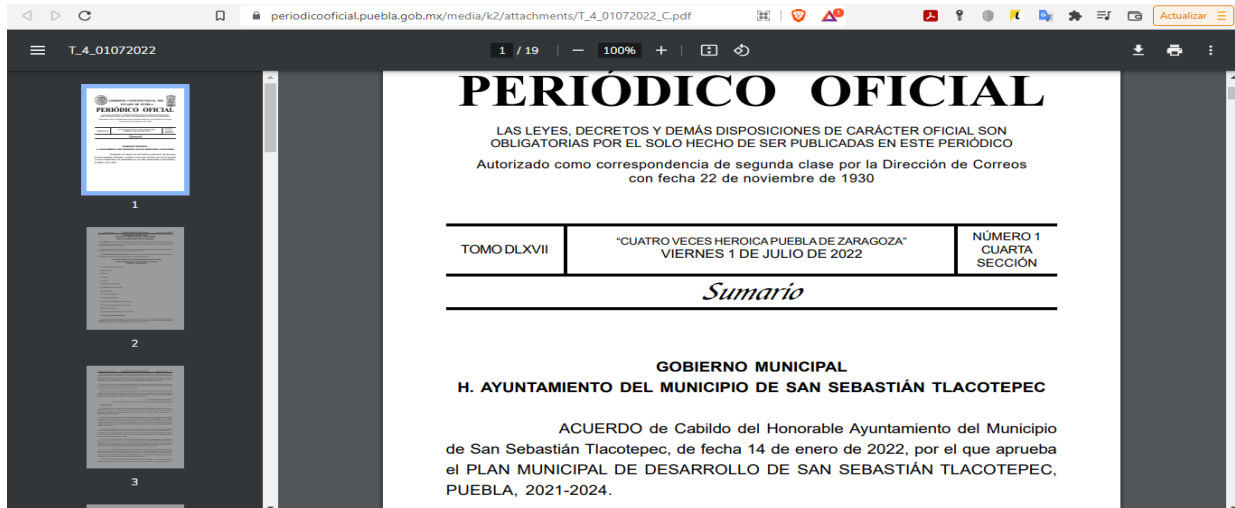 periodicooficial.puebla.gob.mx/media/k2/attachments/T_4_01072022_C.pdf
1
Actualizar
T_4_01072022
1 / 19
100%
PERIÓDICO OFICIAL
1
2
3
PERIÓDICO OFICIAL
LAS LEYES, DECRETOS Y DEMÁS DISPOSICIONES DE CARÁCTER OFICIAL SON
OBLIGATORIAS POR EL SOLO HECHO DE SER PUBLICADAS EN ESTE PERIÓDICO
Autorizado como correspondencia de segunda clase por la Dirección de Correos
con fecha 22 de noviembre de 1930
TOMO DLXVII
"CUATRO VECES HEROICA PUEBLA DE ZARAGOZA"
VIERNES 1 DE JULIO DE 2022
NÚMERO 1
CUARTA
SECCIÓN
Sumario
GOBIERNO MUNICIPAL
H. AYUNTAMIENTO DEL MUNICIPIO DE SAN SEBASTIÁN TLACOTEPEC
ACUERDO de Cabildo del Honorable Ayuntamiento del Municipio
de San Sebastián Tlacotepec, de fecha 14 de enero de 2022, por el que aprueba
el PLAN MUNICIPAL DE DESARROLLO DE SAN SEBASTIÁN TLACOTEPEC,
PUEBLA, 2021-2024.